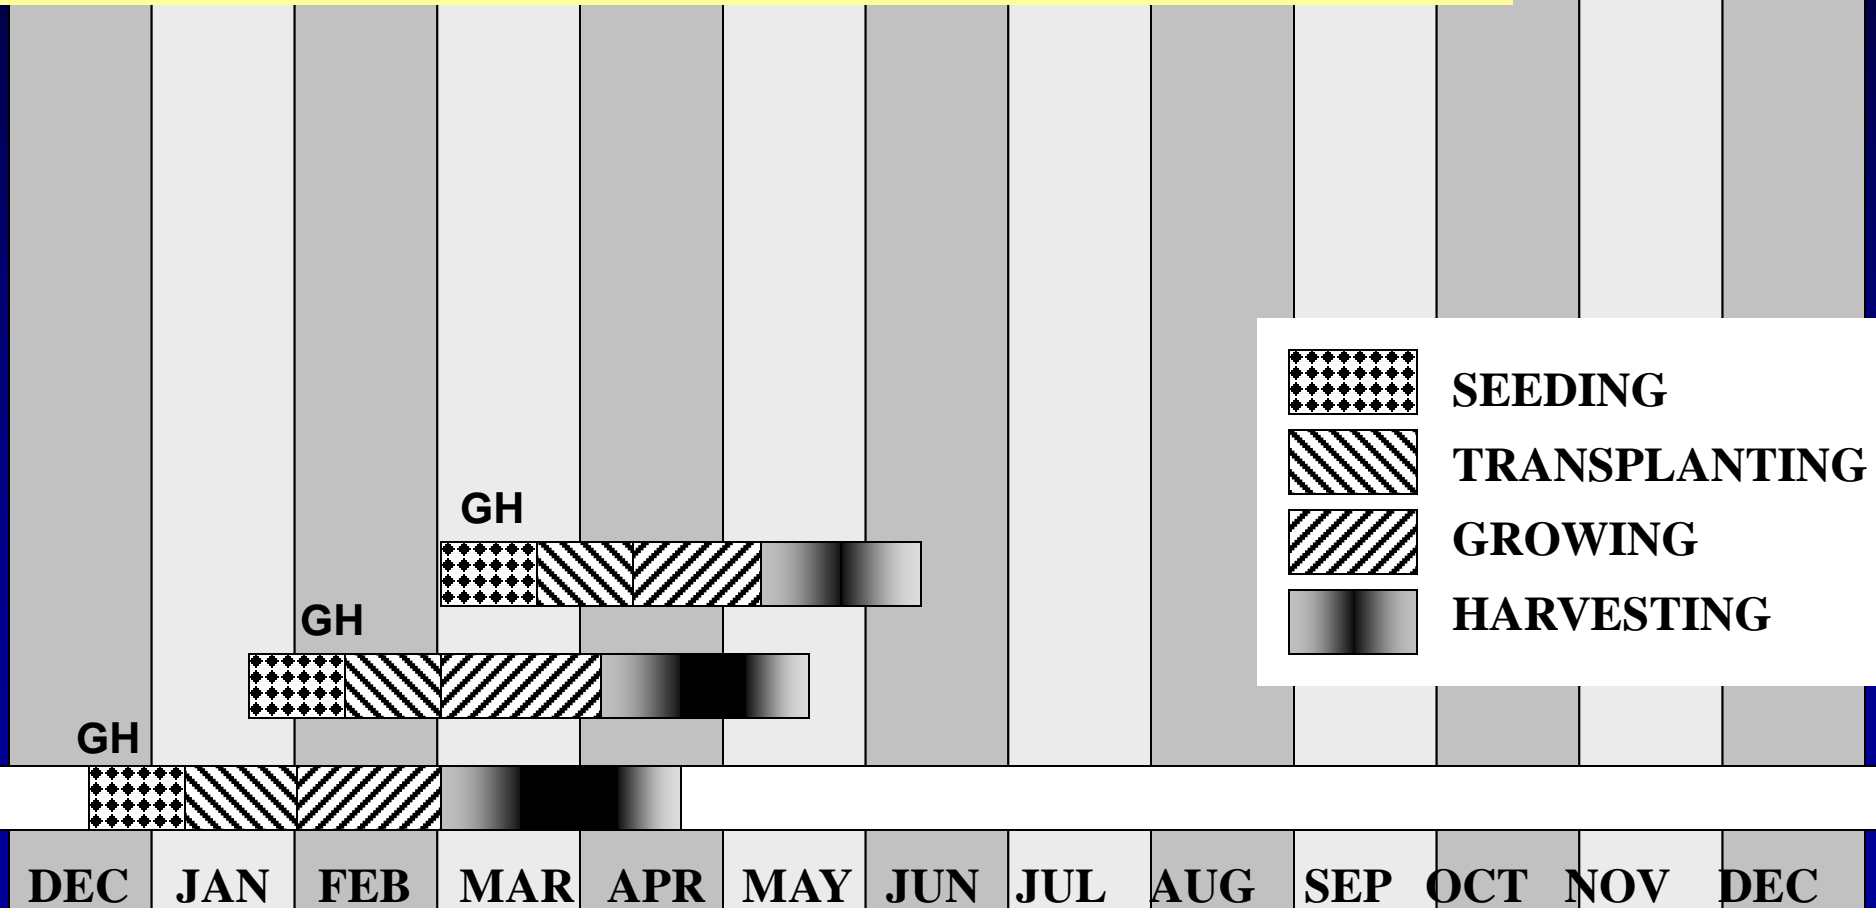 SEEDING
TRANSPLANTING
GROWING
HARVESTING
GH
GH
GH
DEC JAN FEB MAR APR MAY JUN JUL AUG SEP OCT NOV DEC